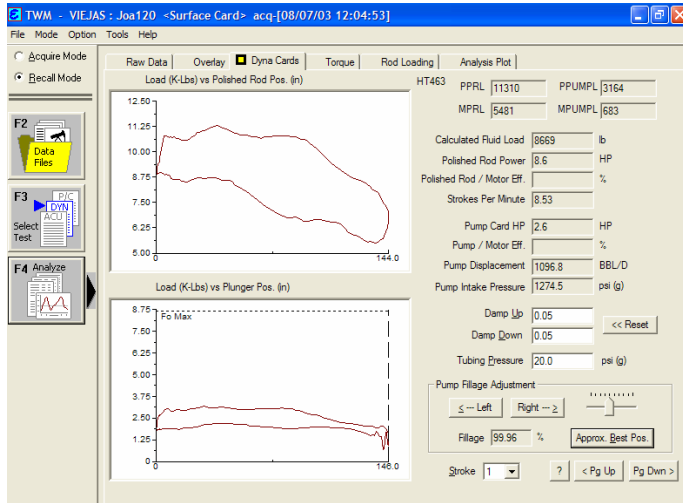 TWM - VIEJAS : Joa120 <Surface Card> acq-[08/07/03 12:04:53]
File Mode Option Tools Help
Acquire Mode
Recall Mode
F2
Data
Files
F3
P/C
DYN
ACU
Select
Test
F4 Analyze
Raw Data
Overlay
Dyna Cards
Torque
Rod Loading
Analysis Plot
Load (K-Lbs) vs Polished Rod Pos. (in)
12.50
11.25
10.00
8.75
7.50
6.25
5.00
0
144.0
Load (K-Lbs) vs Plunger Pos. (in)
8.75
Fo Max
7.50
6.25
5.00
3.75
2.50
1.25
0
0
146.0
HT463
PPRL 11310
PPUMPL 3164
MPRL 5481
MPUMPL 683
Calculated Fluid Load 8669 lb
Polished Rod Power 8.6 HP
Polished Rod / Motor Eff. %
Strokes Per Minute 8.53
Pump Card HP 2.6 HP
Pump / Motor Eff. %
Pump Displacement 1096.8 BBL/D
Pump Intake Pressure 1274.5 psi (g)
Damp Up 0.05
Damp Down 0.05
<< Reset
Tubing Pressure 20.0 psi (g)
Pump Fillage Adjustment
< -- Left
Right -- >
Fillage 99.96 %
Approx. Best Pos.
Stroke 1
?
< Pg Up
Pg Dwn >